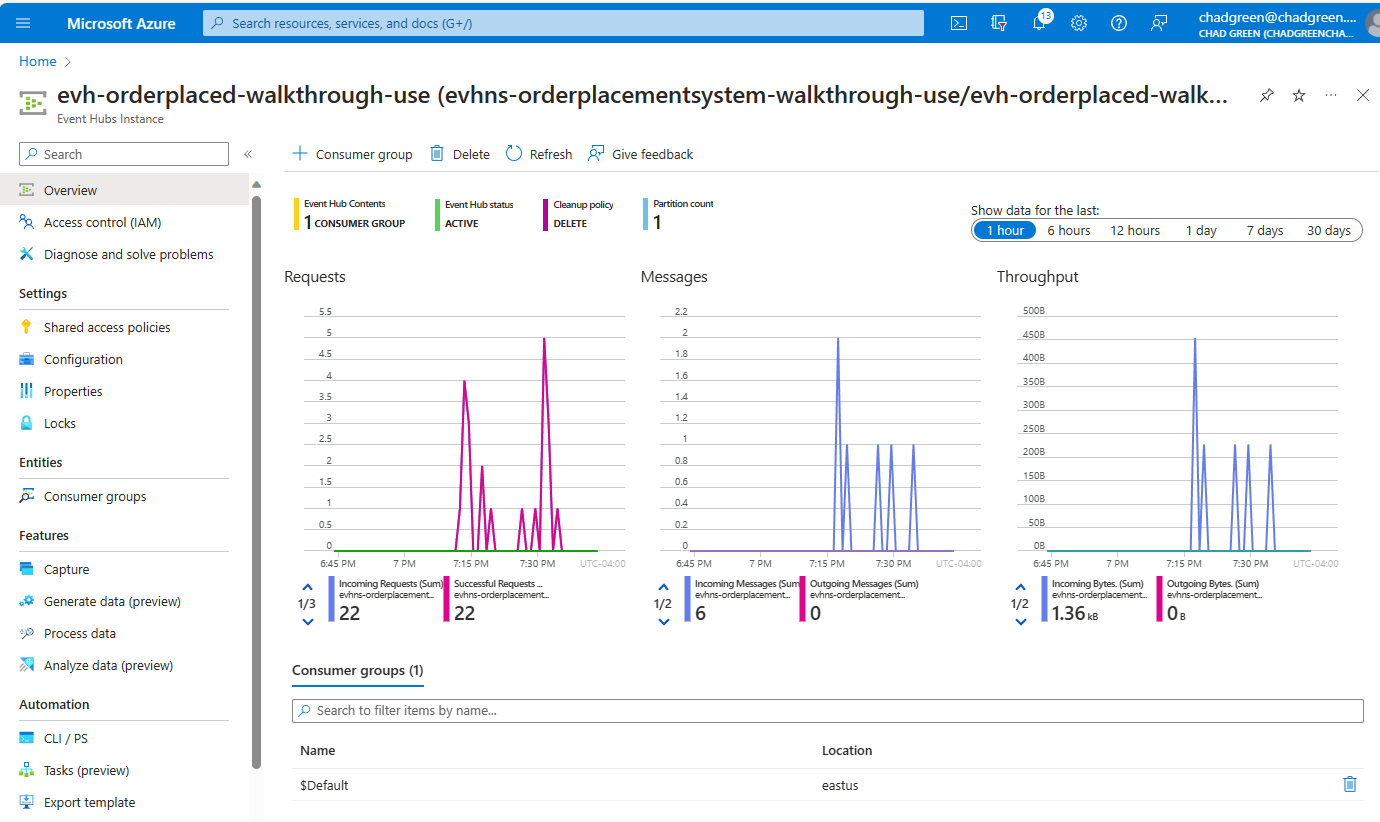 Microsoft Azure
Search resources, services, and docs (G+/)
13
chadgreen@chadgreen....
CHAD GREEN (CHADGREENCHA...
Home
evh-orderplaced-walkthrough-use (evhns-orderplacementsystem-walkthrough-use/evh-orderplaced-walk...
Event Hubs Instance
Search
Overview
Access control (IAM)
Diagnose and solve problems
Settings
Shared access policies
Configuration
Properties
Locks
Entities
Consumer groups
Features
Capture
Generate data (preview)
Process data
Analyze data (preview)
Automation
CLI / PS
Tasks (preview)
Export template
Consumer group Delete Refresh Give feedback
Event Hub Contents
1 CONSUMER GROUP
Event Hub status
ACTIVE
Cleanup policy
DELETE
Partition count
1
Show data for the last:
1 hour 6 hours 12 hours 1 day 7 days 30 days
Requests
5.5
5
4.5
4
3.5
3
2.5
2
1.5
1
0.5
0
6:45 PM 7 PM 7:15 PM 7:30 PM UTC-04:00
1/3
Incoming Requests (Sum)
evhns-orderplacement...
22
Successful Requests ...
evhns-orderplacement...
22
Messages
2.2
2
1.8
1.6
1.4
1.2
1
0.8
0.6
0.4
0.2
0
6:45 PM 7 PM 7:15 PM 7:30 PM UTC-04:00
1/2
Incoming Messages (Sum)
evhns-orderplacement...
6
Outgoing Messages (Sum)
evhns-orderplacement...
0
Throughput
500B
450B
400B
350B
300B
250B
200B
150B
100B
50B
0B
6:45 PM 7 PM 7:15 PM 7:30 PM UTC-04:00
1/2
Incoming Bytes. (Sum)
evhns-orderplacement...
1.36 kB
Outgoing Bytes. (Sum)
evhns-orderplacement...
0 B
Consumer groups (1)
Search to filter items by name...
Name Location
$Default eastus